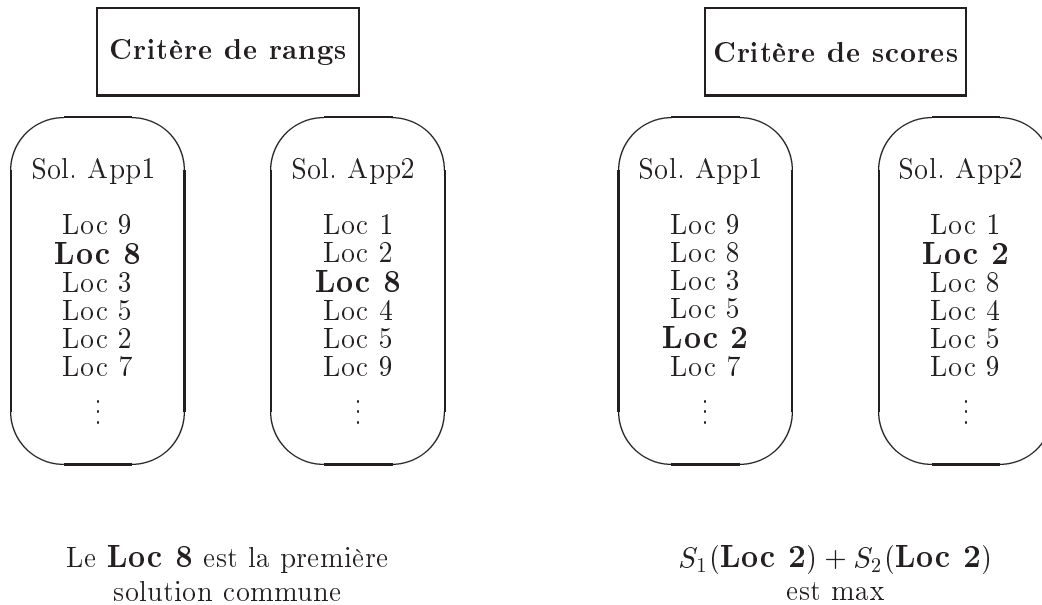 Critère de rangs
Sol. App1
Loc 9
Loc 8
Loc 3
Loc 5
Loc 2
Loc 7
⋮
Sol. App2
Loc 1
Loc 2
Loc 8
Loc 4
Loc 5
Loc 9
⋮
Le Loc 8 est la première
solution commune
Critère de scores
Sol. App1
Loc 9
Loc 8
Loc 3
Loc 5
Loc 2
Loc 7
⋮
Sol. App2
Loc 1
Loc 2
Loc 8
Loc 4
Loc 5
Loc 9
⋮
S₁(Loc 2) + S₂(Loc 2)
est max